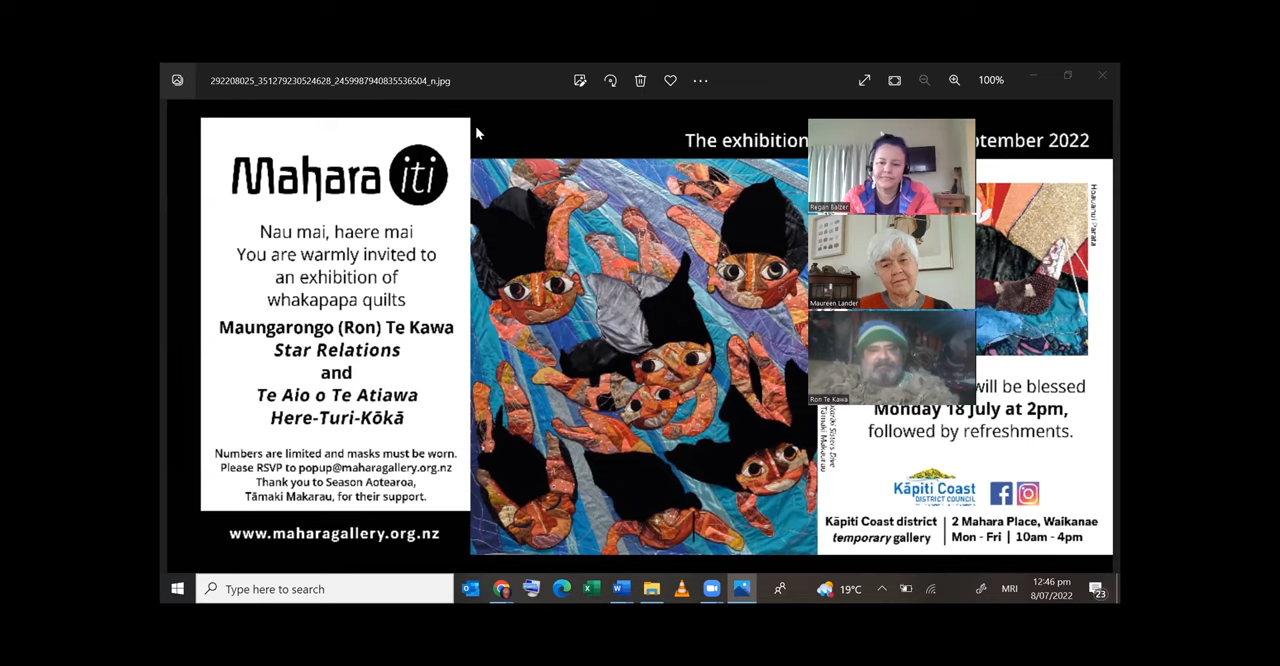 292208025_351279230524628_2459987940835536504_n.jpg
100%
Mahara iti
Nau mai, haere mai
You are warmly invited to
an exhibition of
whakapapa quilts
Maungarongo (Ron) Te Kawa
Star Relations
and
Te Aio o Te Atiawa
Here-Turi-Kōkā
Numbers are limited and masks must be worn.
Please RSVP to popup@maharagallery.org.nz
Thank you to Season Aotearoa,
Tāmaki Makarau, for their support.
www.maharagallery.org.nz
The exhibition
ptember 2022
Regan Balzer
Maureen Lander
Ron Te Kawa
will be blessed
Monday 18 July at 2pm,
followed by refreshments.
Sisters Dive
Tāmaki Makaurau
Kāpiti Coast
DISTRICT COUNCIL
Kāpiti Coast district
temporary gallery
2 Mahara Place, Waikanae
Mon - Fri | 10am - 4pm
Type here to search
19°C
MRI
12:46 pm
8/07/2022
23